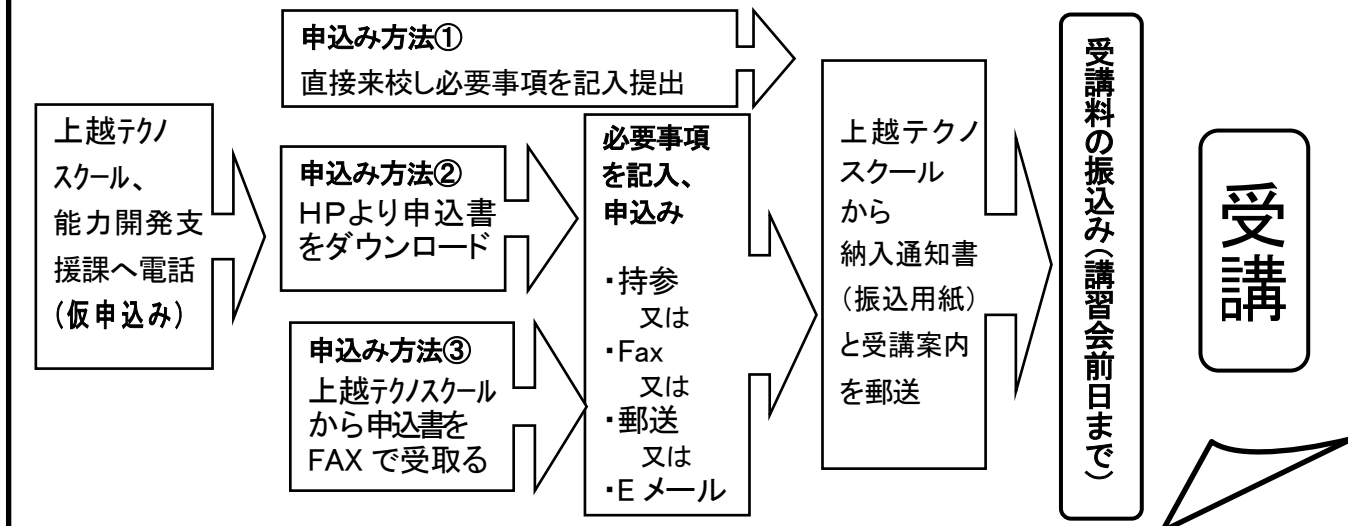 上越テクノ
スクール、
能力開発支
援課へ電話
(仮申込み)
申込み方法①
直接来校し必要事項を記入提出
申込み方法②
HPより申込書
をダウンロード
申込み方法③
上越テクノスクール
から申込書を
FAX で受取る
必要事項
を記入、
申込み
・持参
又は
・Fax
又は
・郵送
又は
・E メール
上越テクノ
スクール
から
納入通知書
(振込用紙)
と受講案内
を郵送
受講料の振込み(講習会前日まで)
受講